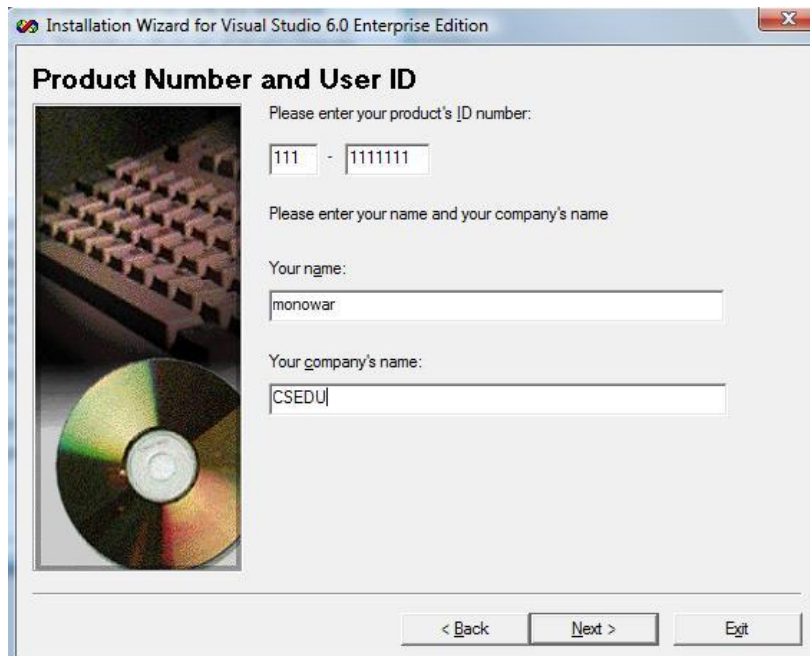 Installation Wizard for Visual Studio 6.0 Enterprise Edition
Product Number and User ID
Please enter your product's ID number:
111 - 1111111
Please enter your name and your company's name
Your name:
monowar
Your company's name:
CSEDU
< Back Next > Exit